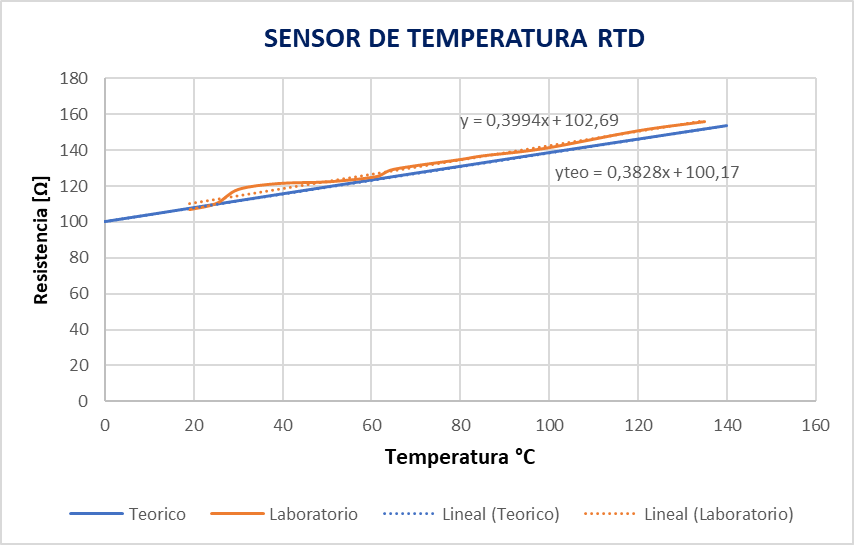 SENSOR DE TEMPERATURA RTD
180
160
140
120
100
80
60
40
20
0
y = 0,3994x + 102,69
yteo = 0,3828x + 100,17
Resistencia [Ω]
0 20 40 60 80 100 120 140 160
Temperatura °C
Teorico Laboratorio Lineal (Teorico) Lineal (Laboratorio)